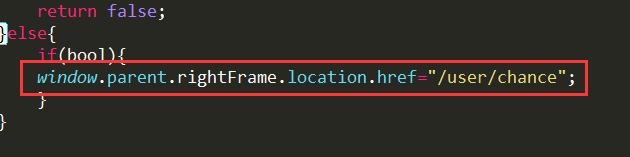 return false;
}else{
if(bool){
window.parent.rightFrame.location.href="/user/chance";
}
}